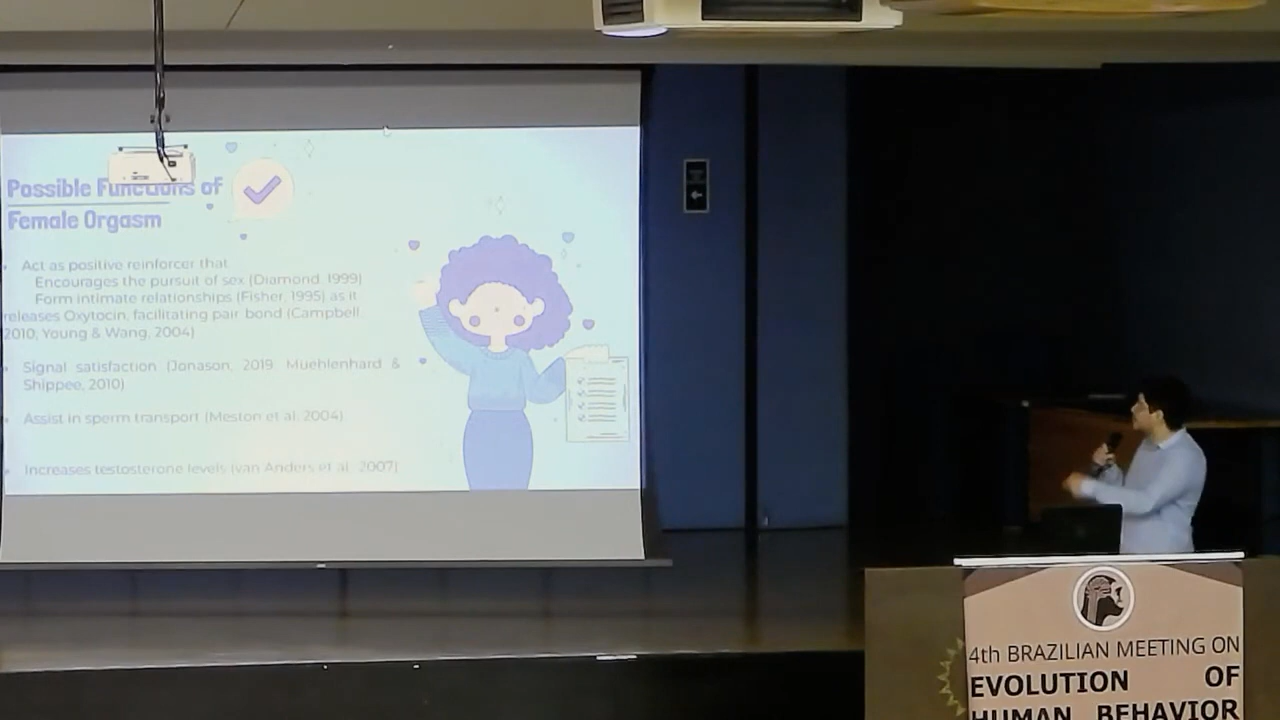 Possible Functions of
Female Orgasm
Act as positive reinforcer that
Encourages the pursuit of sex (Diamond, 1999)
Form intimate relationships (Fisher, 1995) as it
releases Oxytocin, facilitating pair bond (Campbell,
2010; Young & Wang, 2004)
Signal satisfaction (Jonason, 2019; Muehlenhard &
Shippee, 2010)
Assist in sperm transport (Meston et al. 2004)
Increases testosterone levels (van Anders et al., 2007)
4th BRAZILIAN MEETING ON
EVOLUTION OF
HUMAN BEHAVIOR